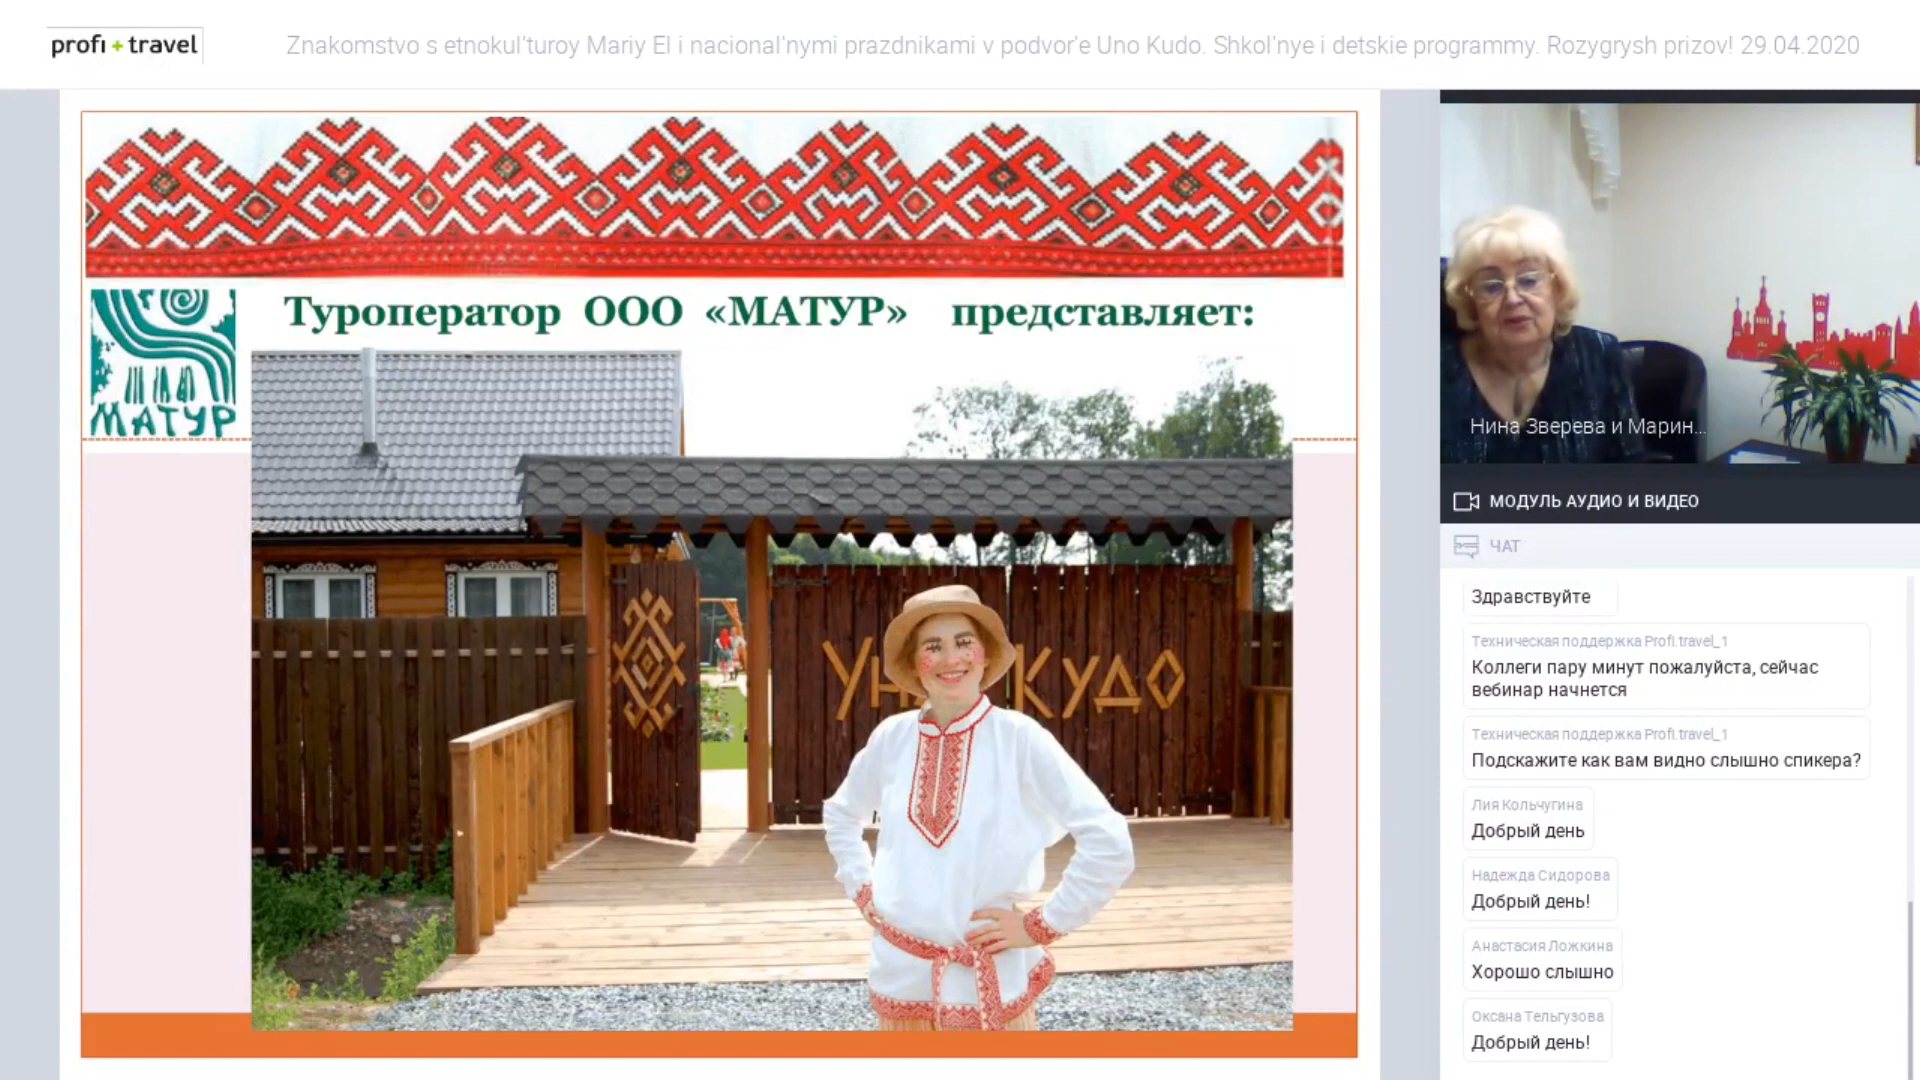 profi + travel
Znakomstvo s etnokul'turoy Mariy El i nacional'nymi prazdnikami v podvor'e Uno Kudo. Shkol'nye i detskie programmy. Rozygrysh prizov! 29.04.2020
Туроператор ООО «МАТУР» представляет:
МАТУР
КУДО
Нина Зверева и Марин...
МОДУЛЬ АУДИО И ВИДЕО
ЧАТ
Здравствуйте
Техническая поддержка Profi.travel_1
Коллеги пару минут пожалуйста, сейчас
вебинар начнется
Техническая поддержка Profi.travel_1
Подскажите как вам видно слышно спикера?
Лия Кольчугина
Добрый день
Надежда Сидорова
Добрый день!
Анастасия Ложкина
Хорошо слышно
Оксана Тельгузова
Добрый день!